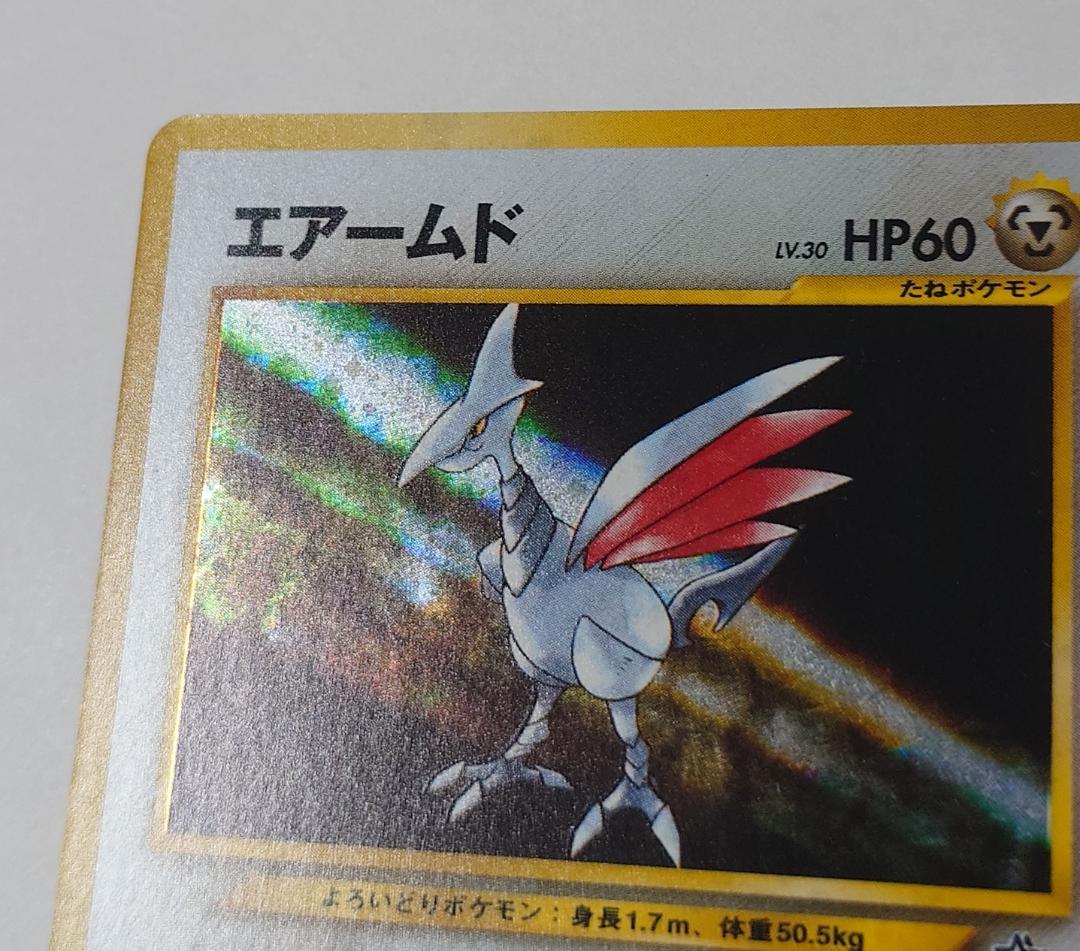 エアームド LV.30 HP60
たねポケモン
よろいどりポケモン：身長1.7m、体重50.5kg